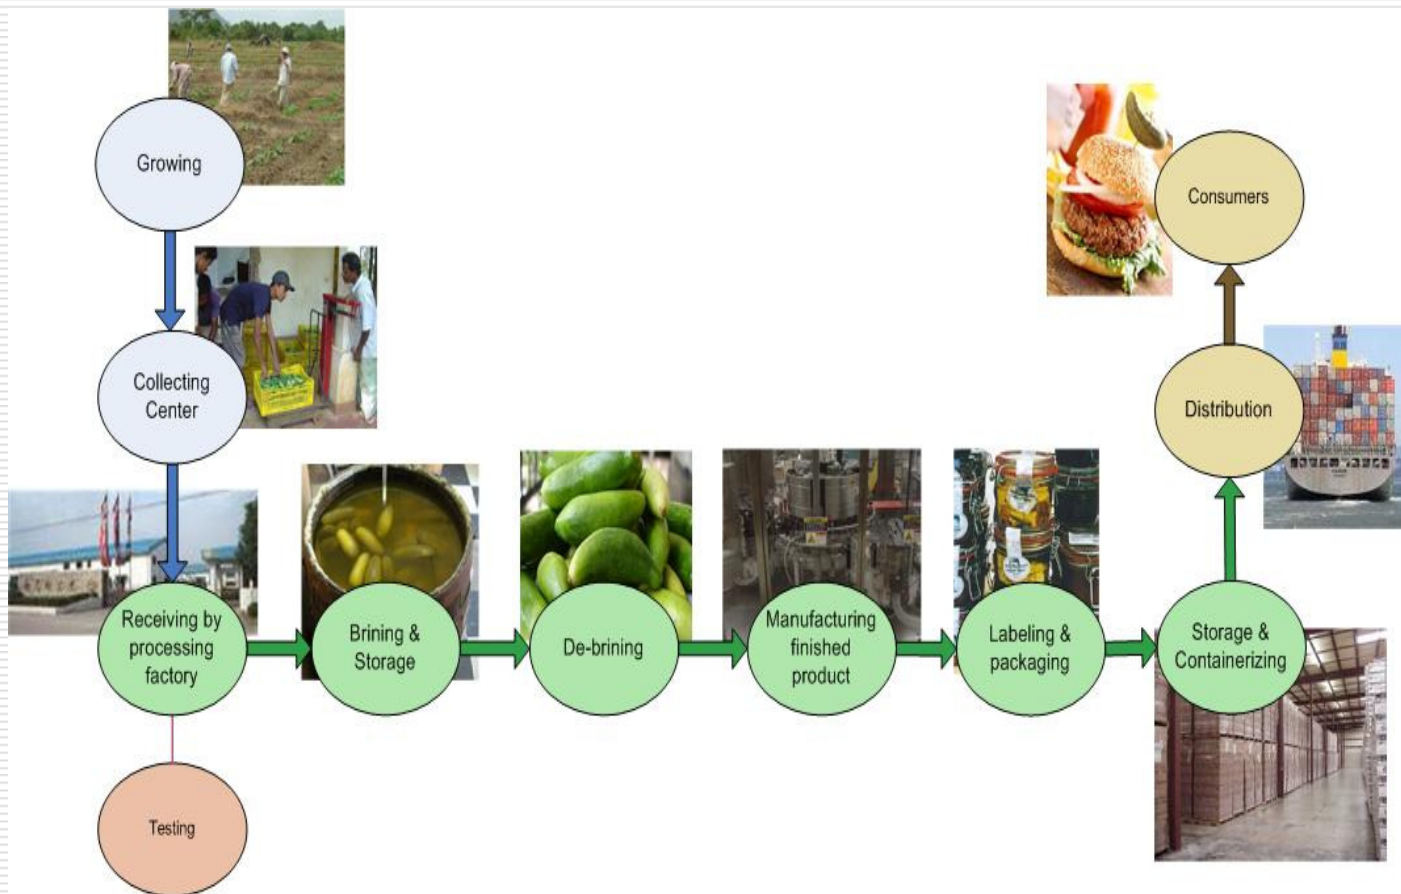 Growing
Collecting
Center
Receiving by
processing
factory
Testing
Brining &
Storage
De-brining
Manufacturing
finished
product
Labeling &
packaging
Storage &
Containerizing
Distribution
Consumers